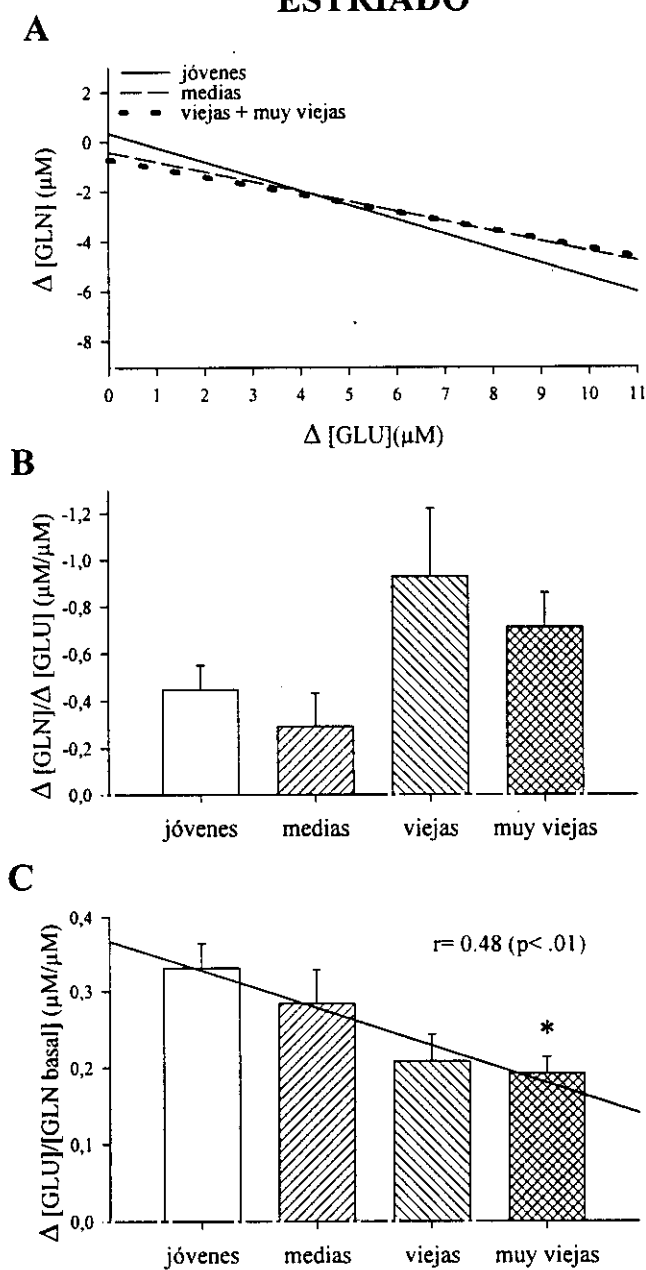 ESTRIADO
A
jóvenes
medias
viejas + muy viejas
Δ [GLN] (µM)
2
0
-2
-4
-6
-8
0 1 2 3 4 5 6 7 8 9 10 11
Δ [GLU](µM)
B
Δ [GLN]/Δ [GLU] (µM/µM)
-1,2
-1,0
-0,8
-0,6
-0,4
-0,2
0,0
jóvenes medias viejas muy viejas
C
Δ [GLU]/[GLN basal] (µM/µM)
0,4
0,3
0,2
0,1
0,0
r= 0.48 (p< .01)
*
jóvenes medias viejas muy viejas